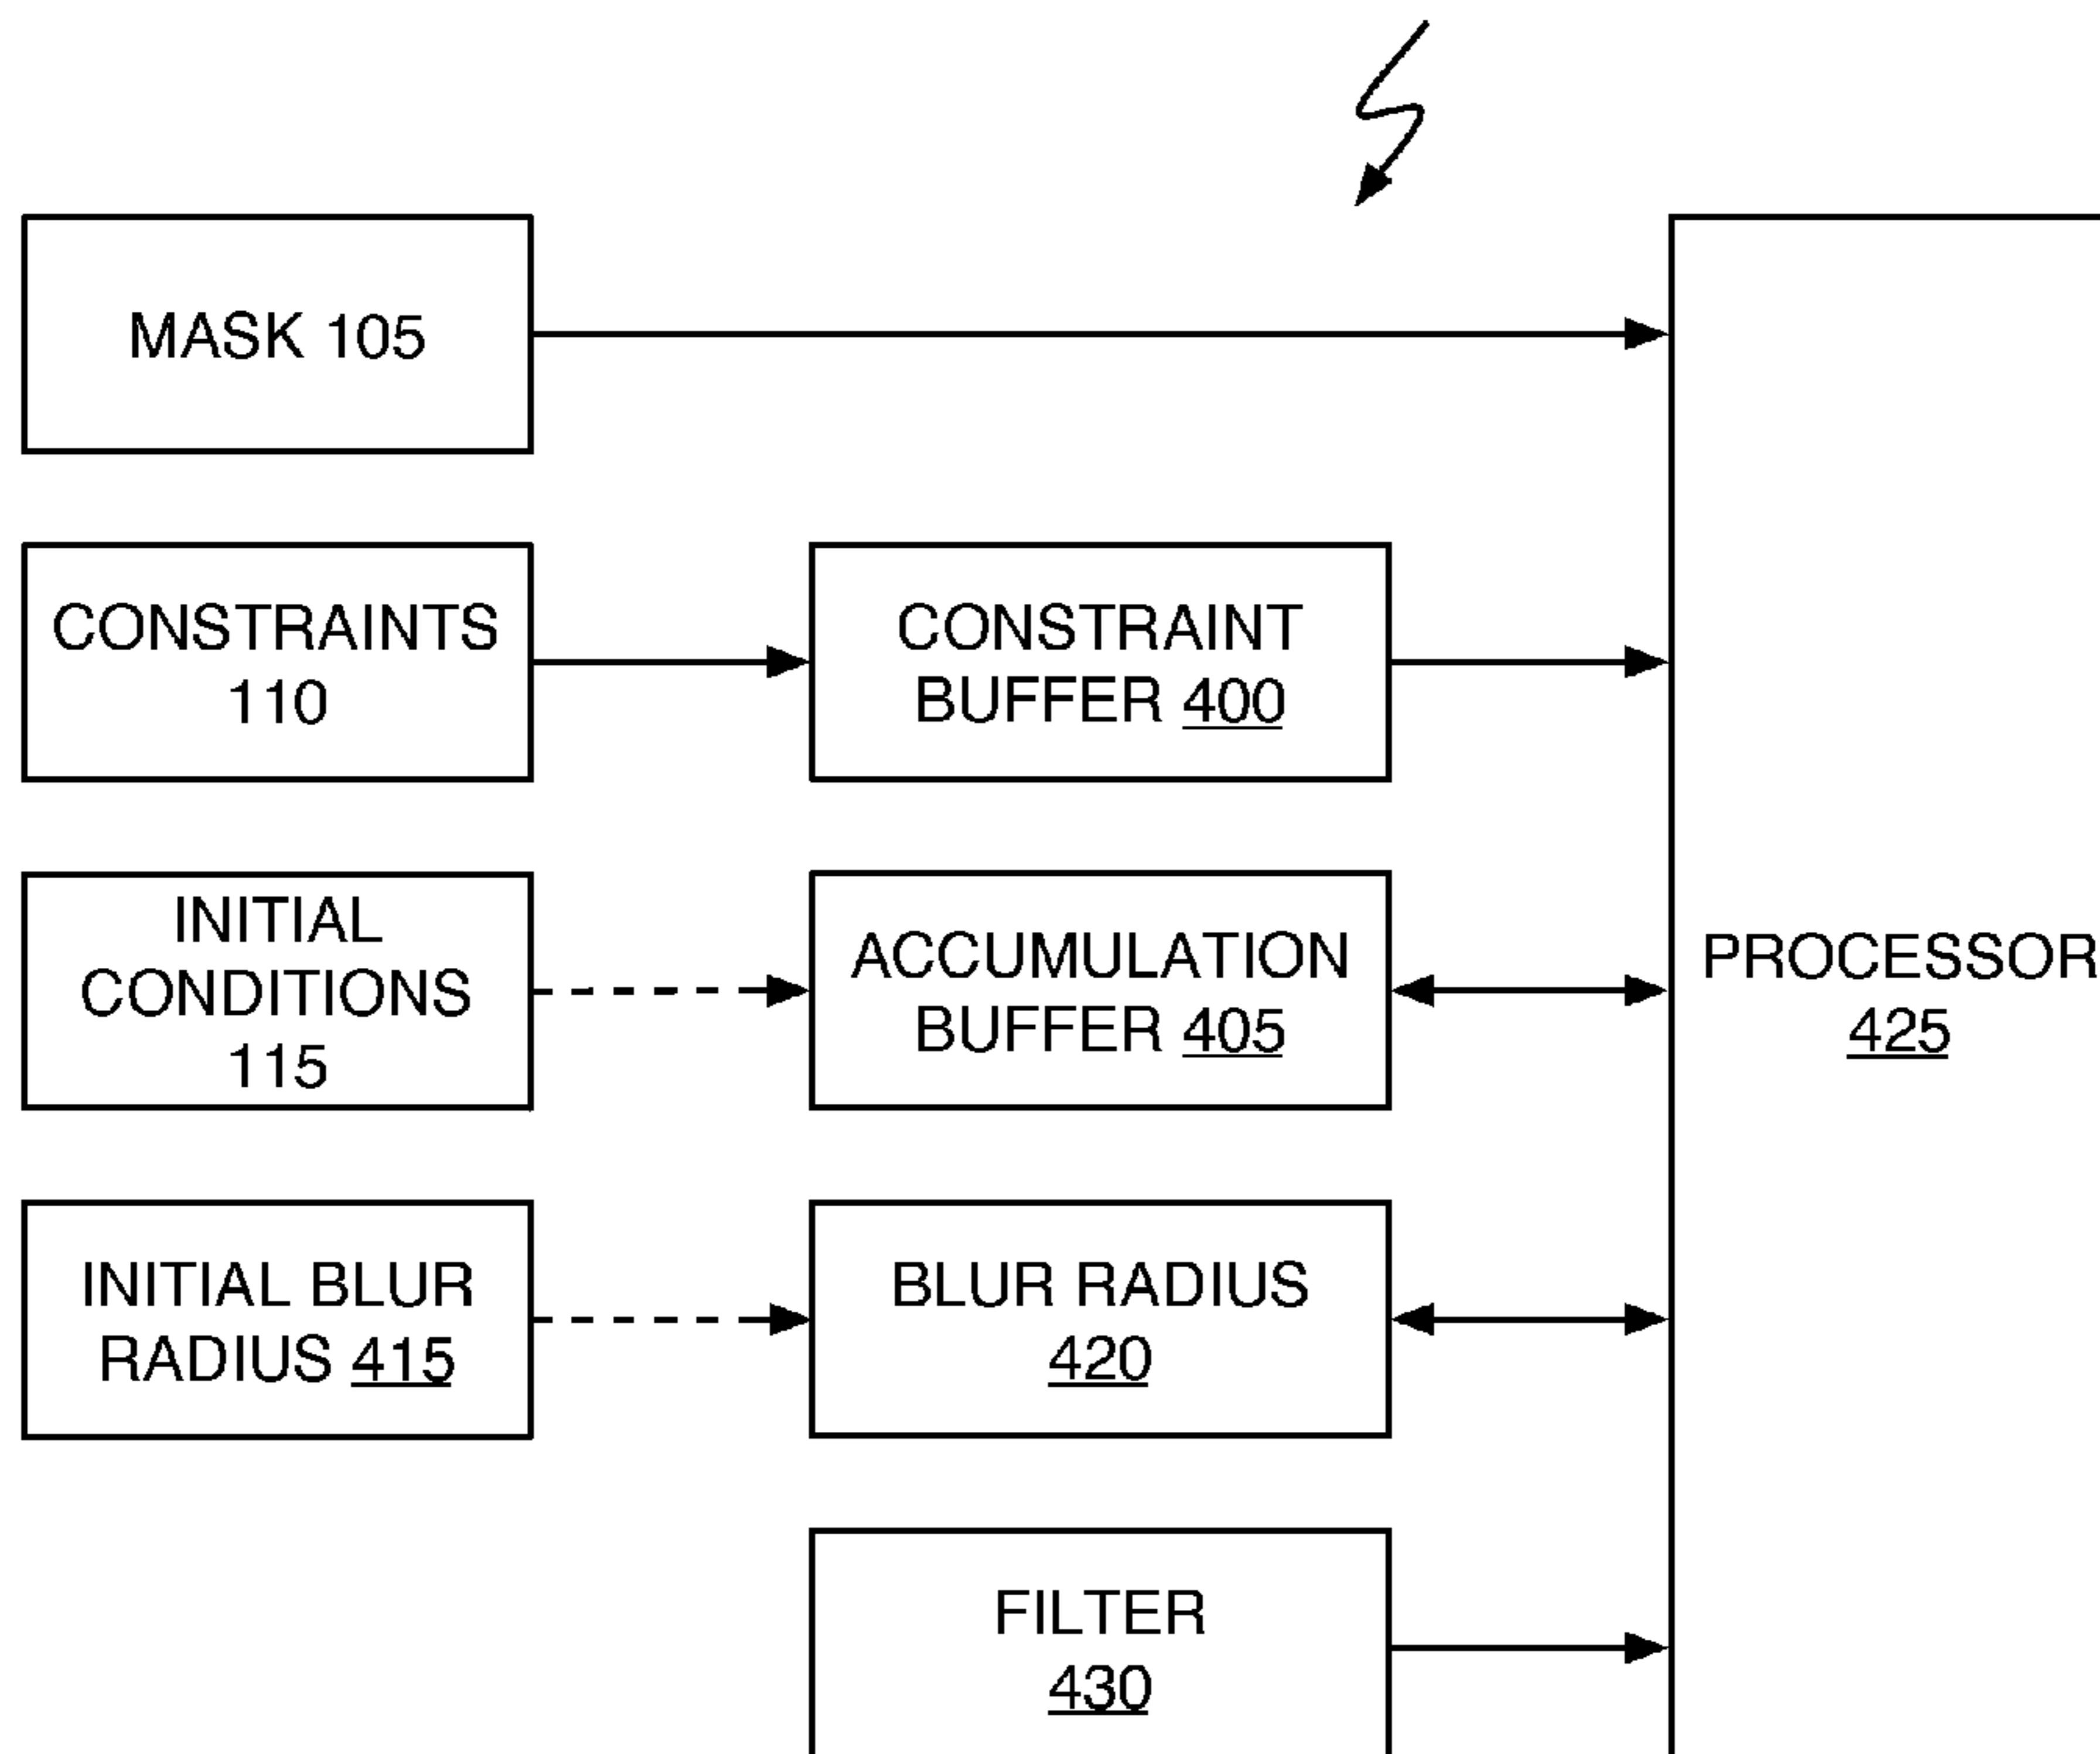 MASK 105
CONSTRAINTS
110
CONSTRAINT
BUFFER 400
INITIAL
CONDITIONS
115
ACCUMULATION
BUFFER 405
PROCESSOR
425
INITIAL BLUR
RADIUS 415
BLUR RADIUS
420
FILTER
430